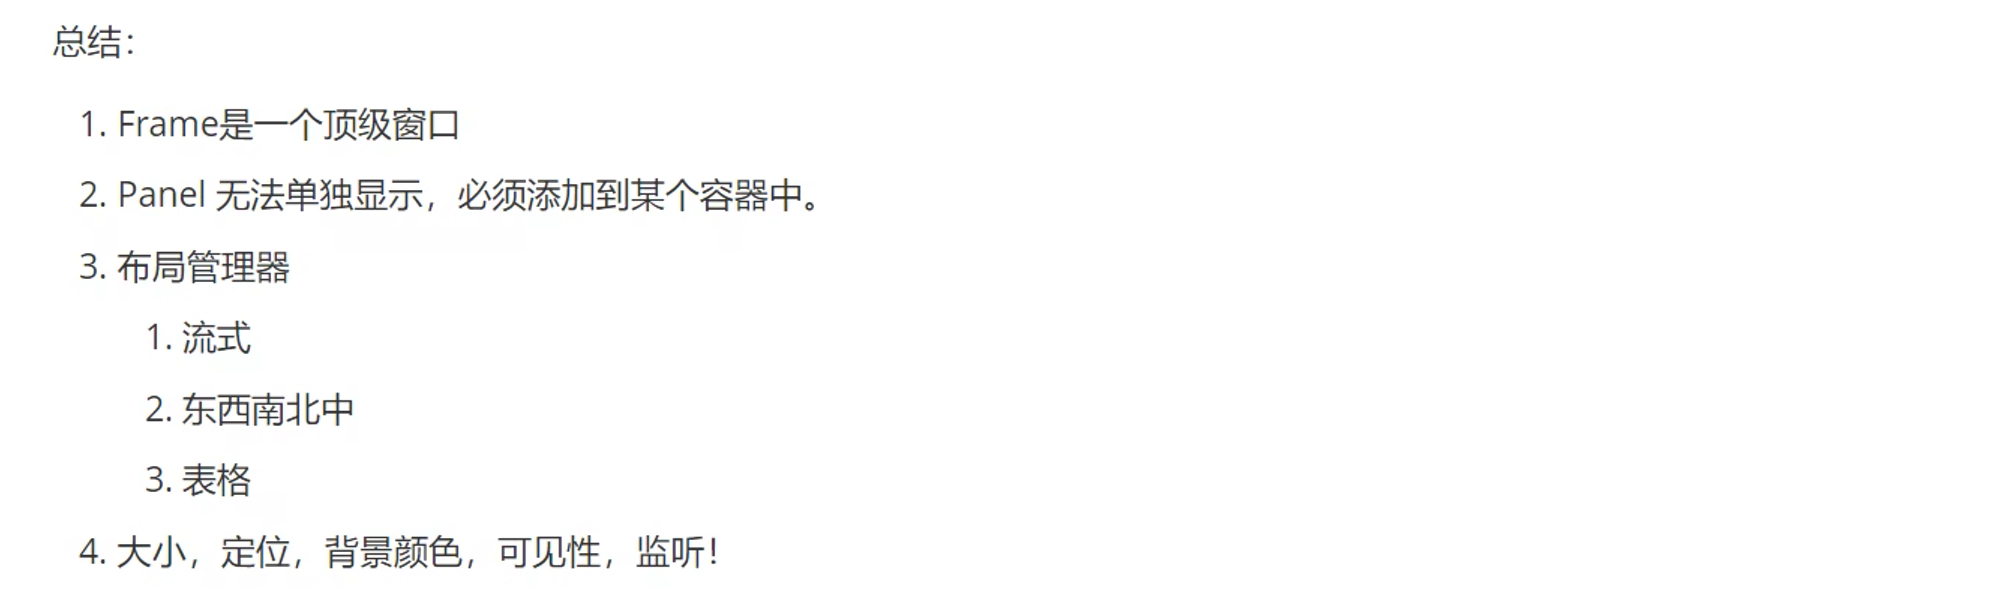 总结：
1. Frame是一个顶级窗口
2. Panel 无法单独显示，必须添加到某个容器中。
3. 布局管理器
1. 流式
2. 东西南北中
3. 表格
4. 大小，定位，背景颜色，可见性，监听！